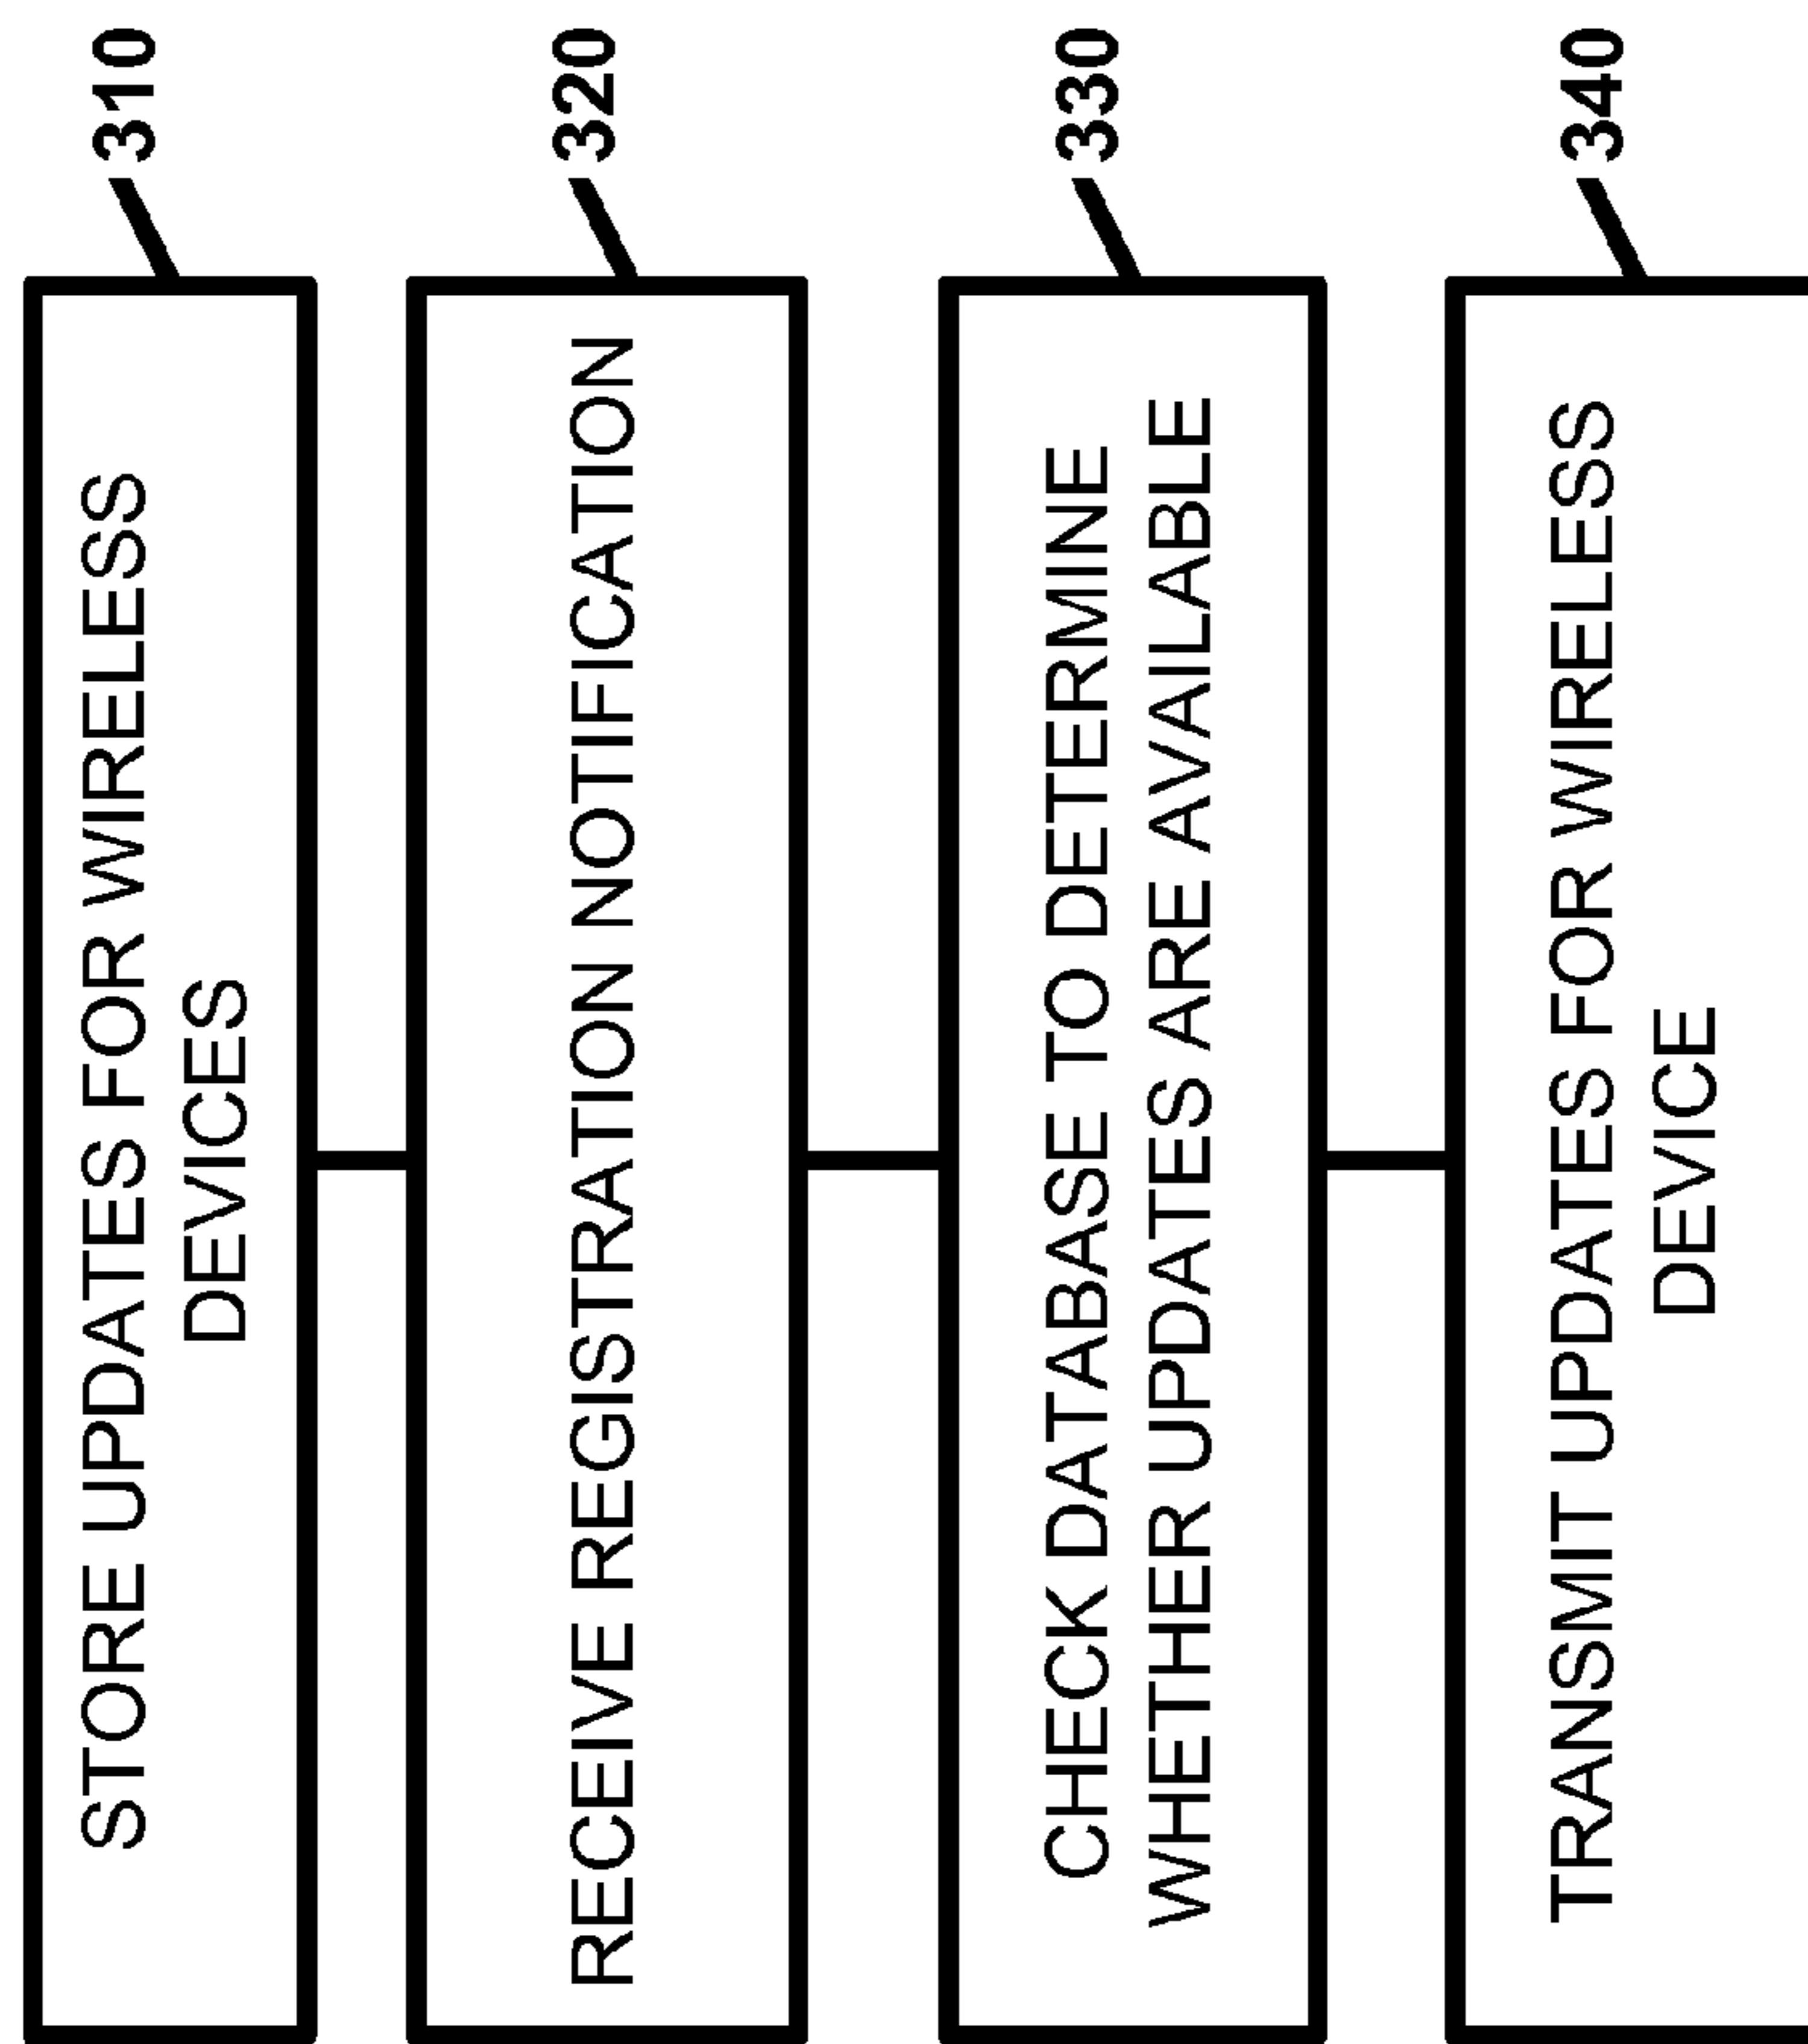 310
STORE UPDATES FOR WIRELESS
DEVICES
320
RECEIVE REGISTRATION NOTIFICATION
330
CHECK DATABASE TO DETERMINE
WHETHER UPDATES ARE AVAILABLE
340
TRANSMIT UPDATES FOR WIRELESS
DEVICE